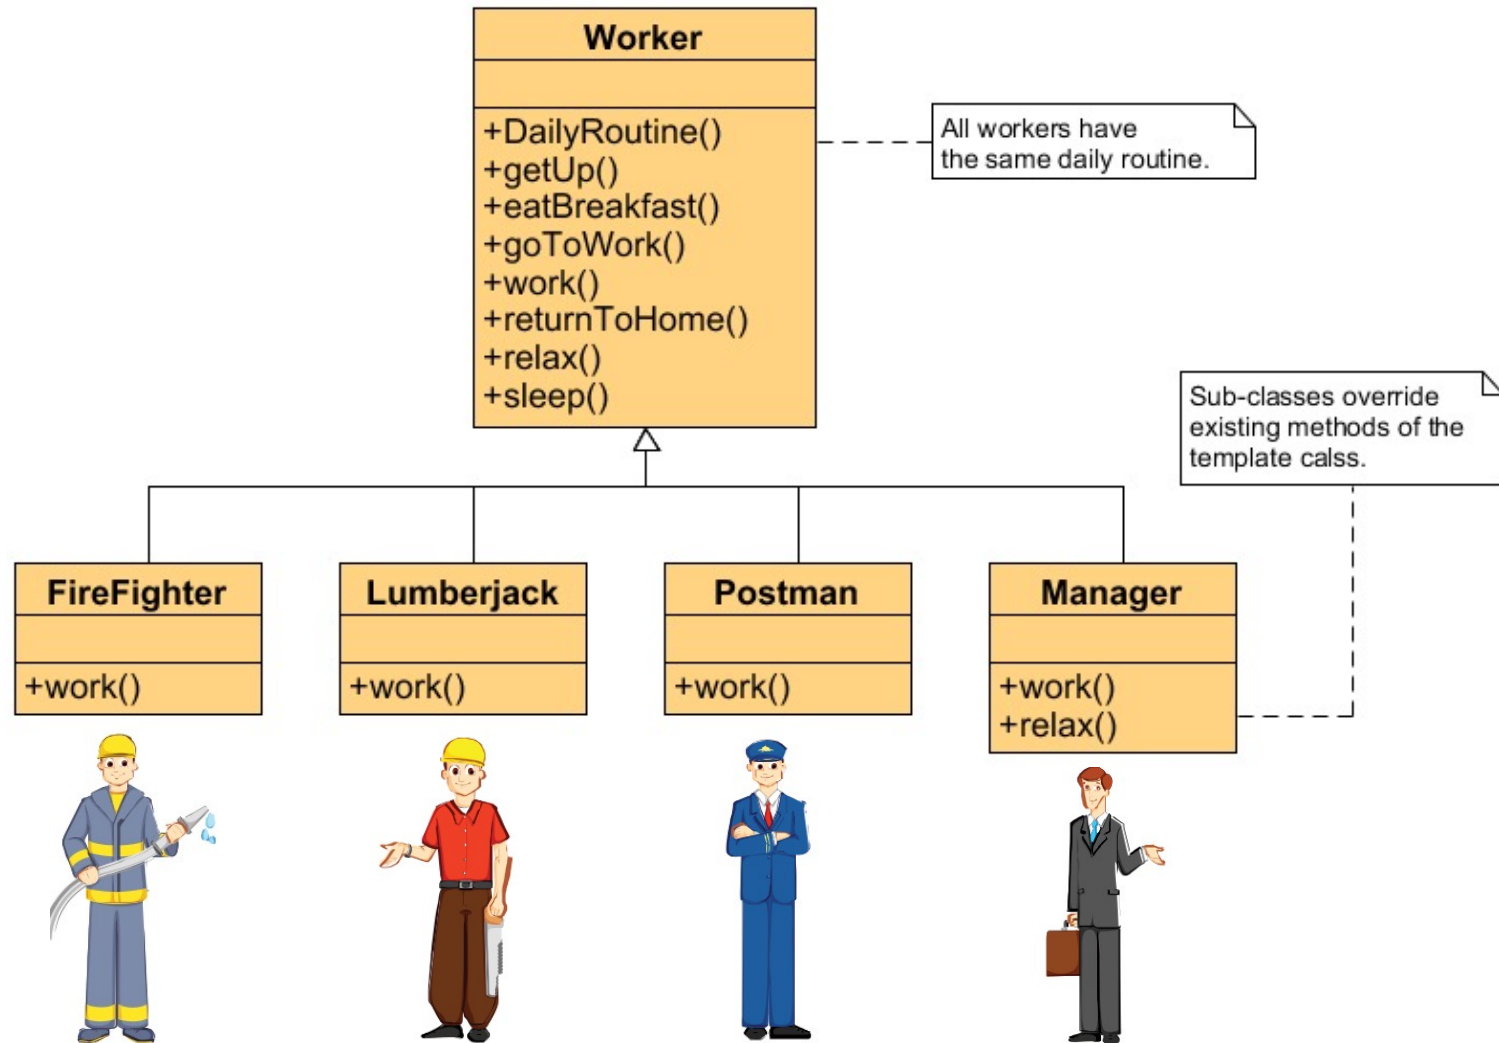 Worker
+DailyRoutine()
+getUp()
+eatBreakfast()
+goToWork()
+work()
+returnToHome()
+relax()
+sleep()
All workers have
the same daily routine.
Sub-classes override
existing methods of the
template calss.
FireFighter
+work()
Lumberjack
+work()
Postman
+work()
Manager
+work()
+relax()